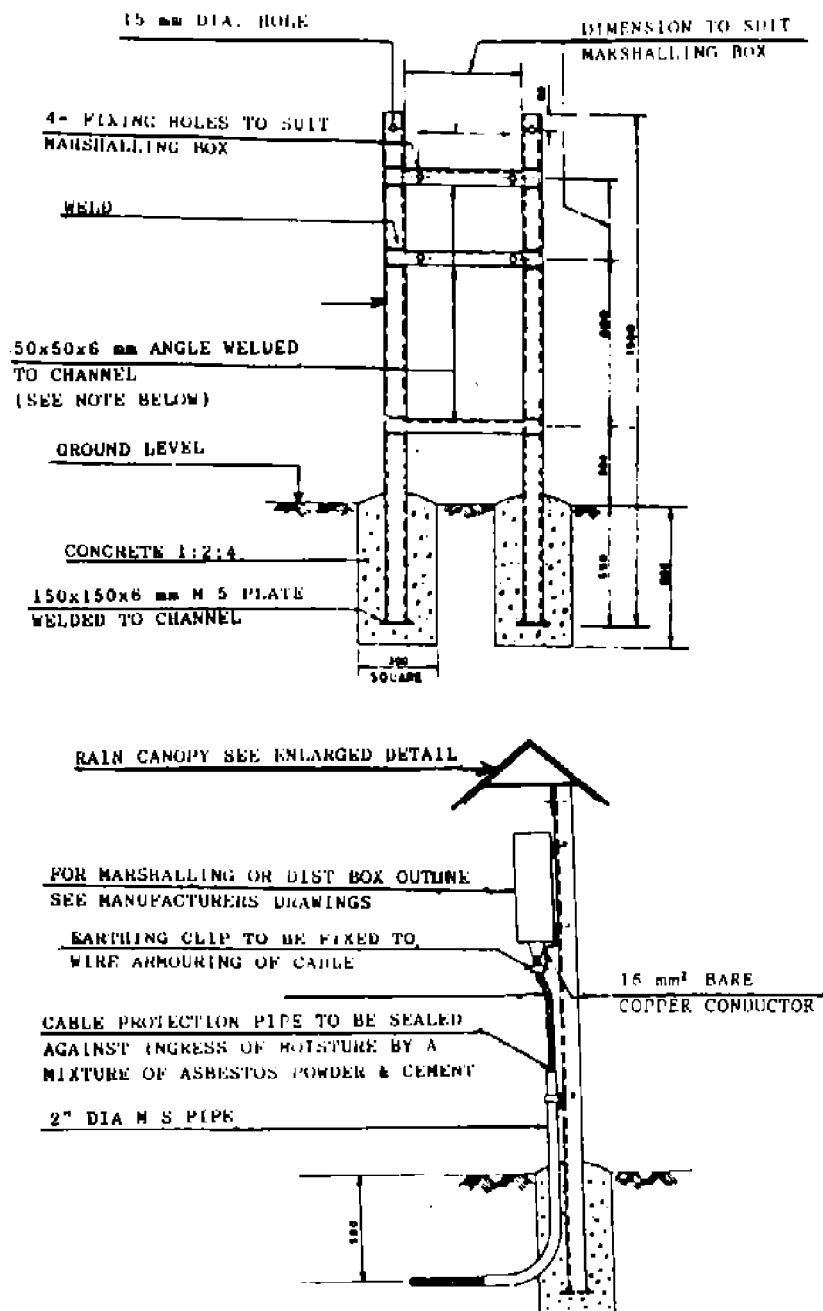 15 mm DIA. HOLE
DIMENSION TO SUIT
MARSHALLING BOX
4- FIXING HOLES TO SUIT
MARSHALLING BOX
WELD
50x50x6 mm ANGLE WELDED
TO CHANNEL
(SEE NOTE BELOW)
GROUND LEVEL
CONCRETE 1:2:4
150x150x6 mm M S PLATE
WELDED TO CHANNEL
300
SQUARE
RAIN CANOPY SEE ENLARGED DETAIL
FOR MARSHALLING OR DIST BOX OUTLINE
SEE MANUFACTURERS DRAWINGS
EARTHING CLIP TO BE FIXED TO
WIRE ARMOURING OF CABLE
16 mm² BARE
COPPER CONDUCTOR
CABLE PROTECTION PIPE TO BE SEALED
AGAINST INGRESS OF MOISTURE BY A
MIXTURE OF ASBESTOS POWDER & CEMENT
2" DIA M S PIPE